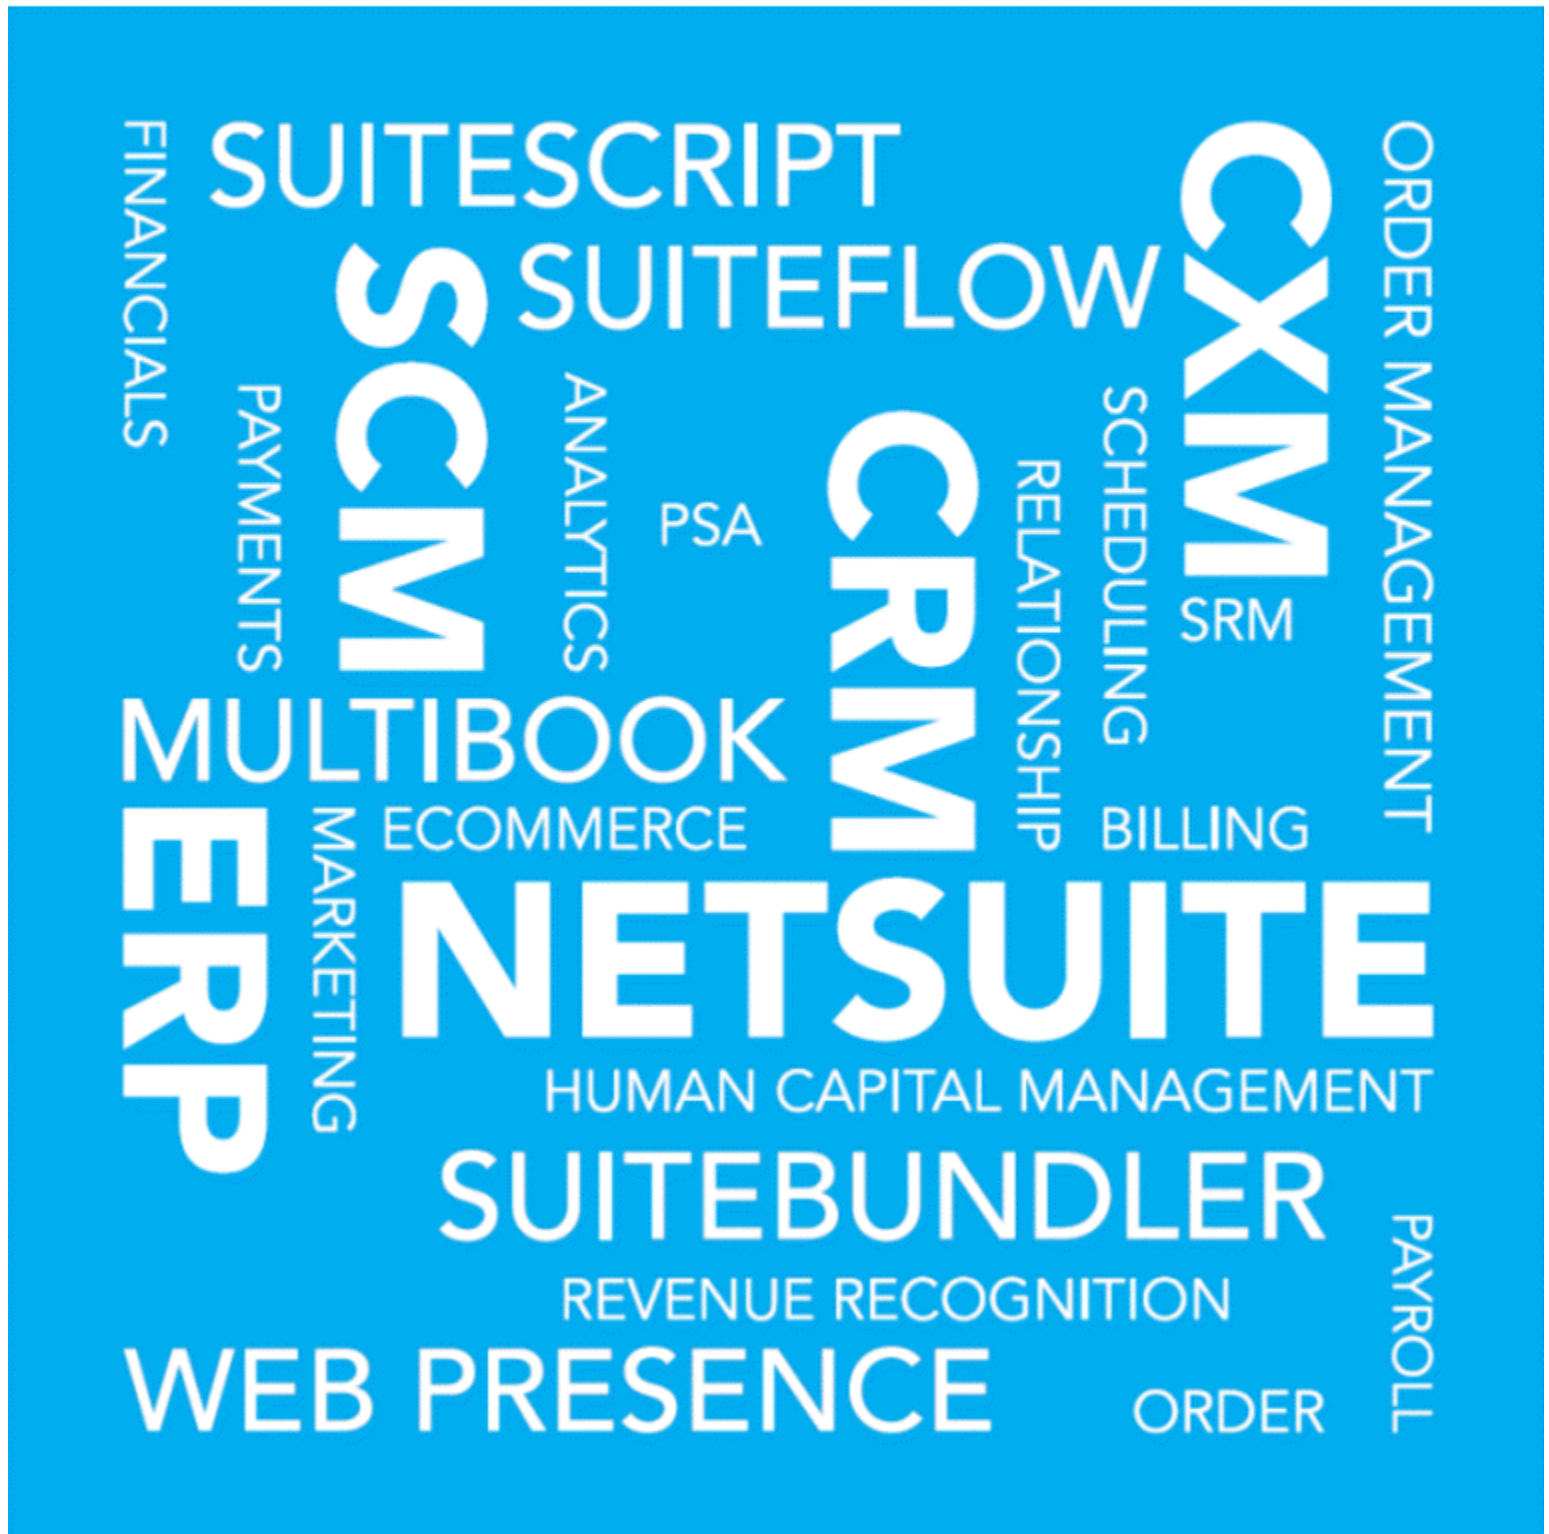 FINANCIALS
SUITESCRIPT
CXM
ORDER MANAGEMENT
SCM
SUITEFLOW
PAYMENTS
ANALYTICS
PSA
CRM
RELATIONSHIP
SCHEDULING
SRM
MULTIBOOK
ERP
MARKETING
ECOMMERCE
BILLING
NETSUITE
HUMAN CAPITAL MANAGEMENT
SUITEBUNDLER
REVENUE RECOGNITION
PAYROLL
WEB PRESENCE
ORDER